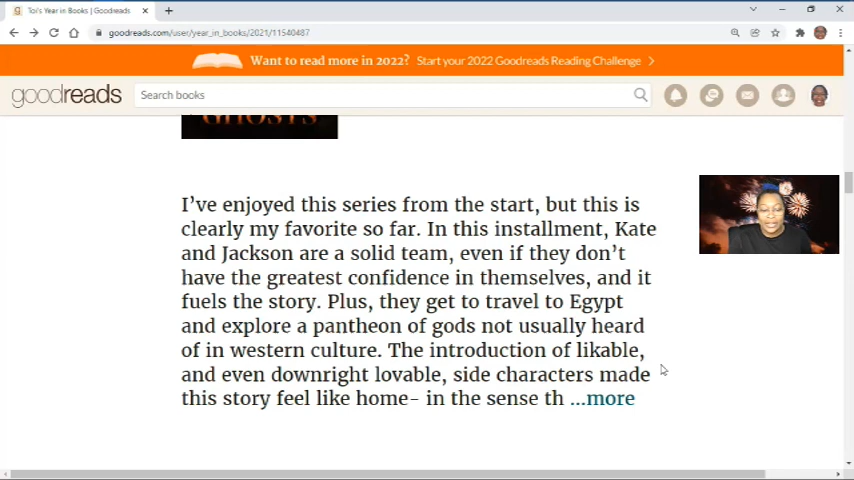 Toi's Year in Books | Goodreads
goodreads.com/user/year_in_books/2021/11540487
Want to read more in 2022? Start your 2022 Goodreads Reading Challenge
goodreads
Search books
GHOSTS
I've enjoyed this series from the start, but this is
clearly my favorite so far. In this installment, Kate
and Jackson are a solid team, even if they don't
have the greatest confidence in themselves, and it
fuels the story. Plus, they get to travel to Egypt
and explore a pantheon of gods not usually heard
of in western culture. The introduction of likable,
and even downright lovable, side characters made
this story feel like home- in the sense th ...more